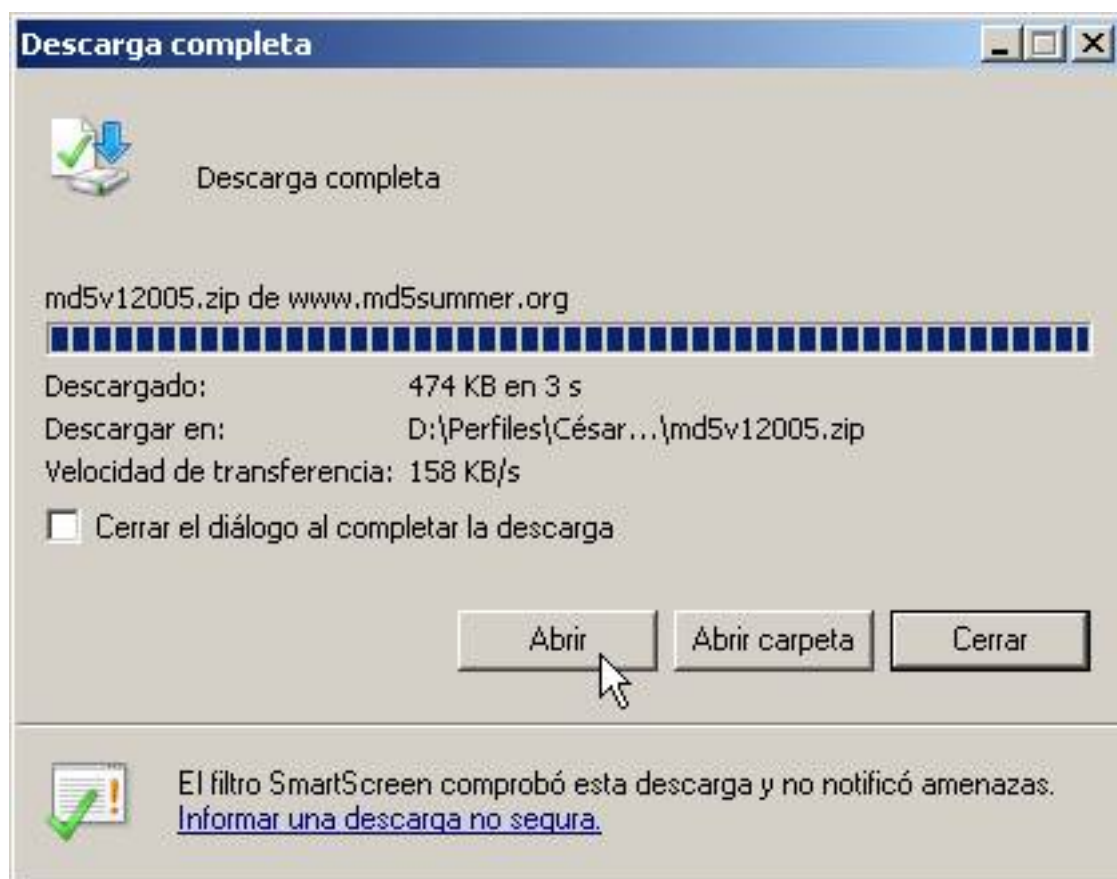 Descarga completa
Descarga completa
md5v12005.zip de www.md5summer.org
Descargado: 474 KB en 3 s
Descargar en: D:\Perfiles\César...\md5v12005.zip
Velocidad de transferencia: 158 KB/s
Cerrar el diálogo al completar la descarga
Abrir Abrir carpeta Cerrar
El filtro SmartScreen comprobó esta descarga y no notificó amenazas.
Informar una descarga no segura.